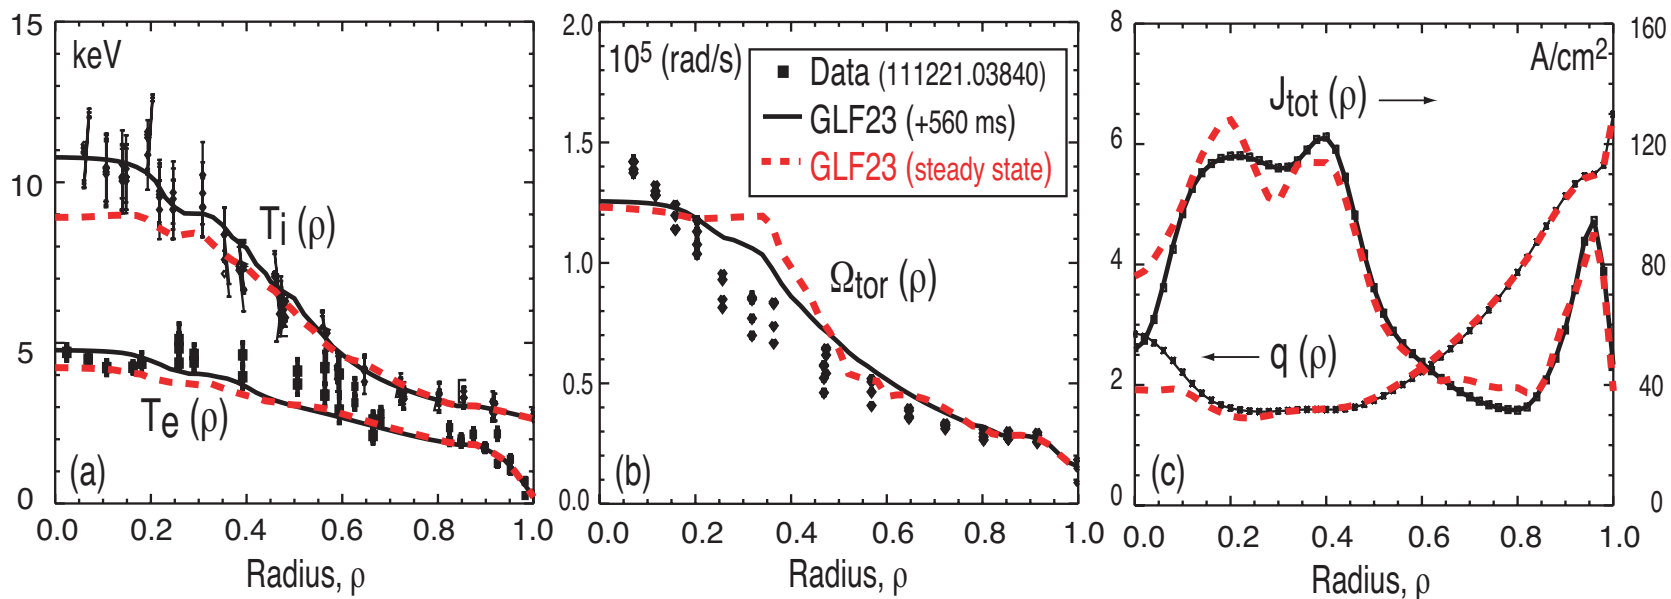 15
10
5
0
keV
Ti (ρ)
Te (ρ)
(a)
0.0 0.2 0.4 0.6 0.8 1.0
Radius, ρ
2.0
1.5
1.0
0.5
0.0
10⁵ (rad/s)
Data (111221.03840)
GLF23 (+560 ms)
GLF23 (steady state)
Ωtor (ρ)
(b)
0.0 0.2 0.4 0.6 0.8 1.0
Radius, ρ
8
6
4
2
0
A/cm²
Jtot (ρ)
q (ρ)
(c)
160
120
80
40
0
0.0 0.2 0.4 0.6 0.8 1.0
Radius, ρ